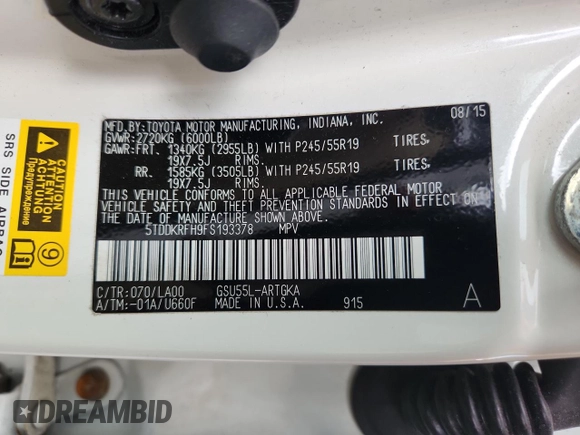 MFD.BY:TOYOTA MOTOR MANUFACTURING, INDIANA, INC. 08/15
GVWR:2720KG (6000LB)
GAWR:FRT. 1340KG (2955LB) WITH P245/55R19 TIRES,
19X7.5J RIMS.
RR. 1585KG (3505LB) WITH P245/55R19 TIRES,
19X7.5J RIMS.
THIS VEHICLE CONFORMS TO ALL APPLICABLE FEDERAL MOTOR
VEHICLE SAFETY AND THEFT PREVENTION STANDARDS IN EFFECT ON
THE DATE OF MANUFACTURE SHOWN ABOVE.
5TDDKRFH9FS193378 MPV
C/TR:070/LA00 GSU55L-ARTGKA
A/TM:-01A/U660F MADE IN U.S.A. 915 A
SRS SIDE AIRBAG
CAUTION
ACHTUNG
Предупреждение
9
DREAMBID